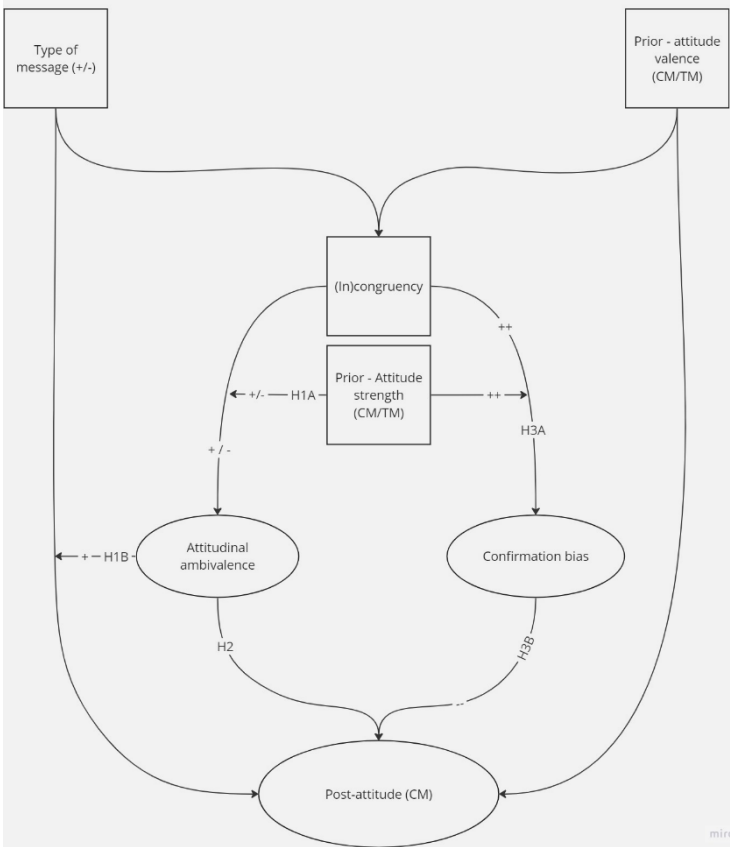 Type of
message (+/-)
Prior - attitude
valence
(CM/TM)
(In)congruency
++
Prior - Attitude
strength
(CM/TM)
+/-
H1A
++
H3A
+ / -
Attitudinal
ambivalence
Confirmation bias
+
H1B
H2
H3B
--
Post-attitude (CM)